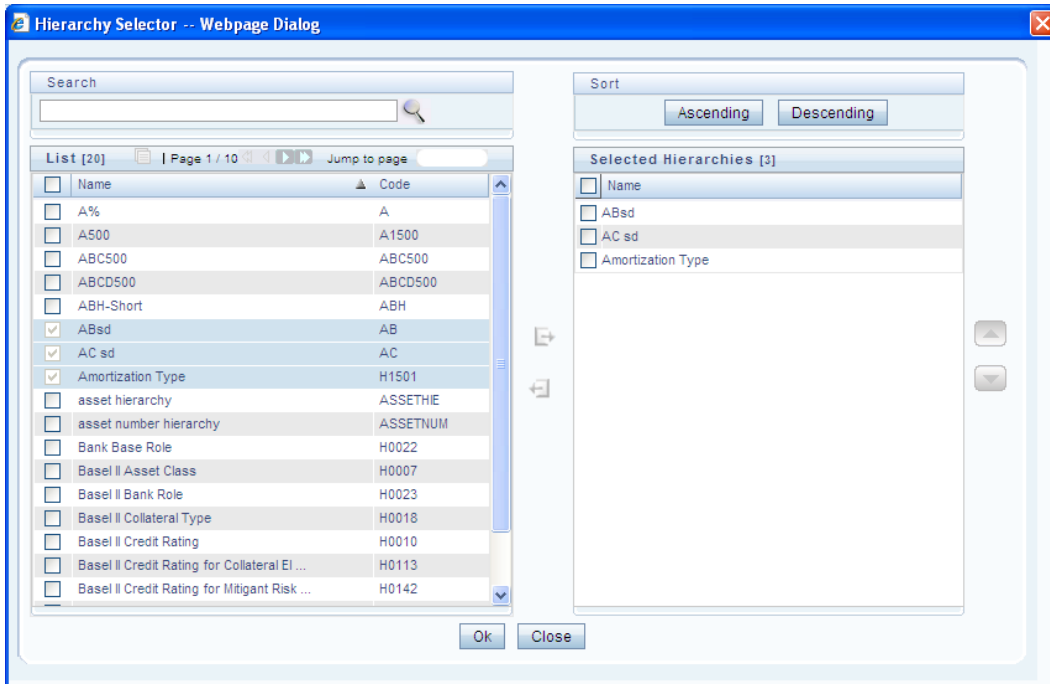 Hierarchy Selector -- Webpage Dialog
Search
List [20] | Page 1 / 10 Jump to page
Name Code
A% A
A500 A1500
ABC500 ABC500
ABCD500 ABCD500
ABH-Short ABH
ABsd AB
AC sd AC
Amortization Type H1501
asset hierarchy ASSETHIE
asset number hierarchy ASSETNUM
Bank Base Role H0022
Basel II Asset Class H0007
Basel II Bank Role H0023
Basel II Collateral Type H0018
Basel II Credit Rating H0010
Basel II Credit Rating for Collateral El ... H0113
Basel II Credit Rating for Mitigant Risk ... H0142
Sort
Ascending Descending
Selected Hierarchies [3]
Name
ABsd
AC sd
Amortization Type
Ok Close